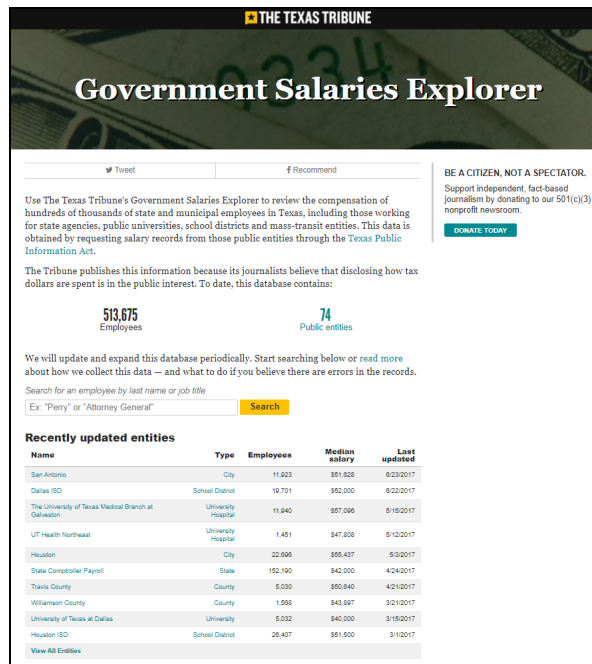 THE TEXAS TRIBUNE
Government Salaries Explorer
Tweet
Recommend
Use The Texas Tribune's Government Salaries Explorer to review the compensation of
hundreds of thousands of state and municipal employees in Texas, including those working
for state agencies, public universities, school districts and mass-transit entities. This data is
obtained by requesting salary records from those public entities through the Texas Public
Information Act.
The Tribune publishes this information because its journalists believe that disclosing how tax
dollars are spent is in the public interest. To date, this database contains:
513,675
Employees
74
Public entities
We will update and expand this database periodically. Start searching below or read more
about how we collect this data — and what to do if you believe there are errors in the records.
Search for an employee by last name or job title
Ex: "Perry" or "Attorney General"
Search
BE A CITIZEN, NOT A SPECTATOR.
Support independent, fact-based
journalism by donating to our 501(c)(3)
nonprofit newsroom.
DONATE TODAY
Recently updated entities
Name Type Employees Median salary Last updated
San Antonio City 11,923 $51,628 6/23/2017
Dallas ISD School District 19,701 $52,000 6/22/2017
The University of Texas Medical Branch at Galveston University Hospital 11,940 $57,096 5/15/2017
UT Health Northeast University Hospital 1,451 $47,808 5/12/2017
Houston City 22,696 $55,437 5/3/2017
State Comptroller Payroll State 152,190 $42,000 4/24/2017
Travis County County 5,030 $50,640 4/21/2017
Williamson County County 1,568 $43,897 3/21/2017
University of Texas at Dallas University 5,032 $40,000 3/15/2017
Houston ISD School District 26,407 $51,500 3/1/2017
View All Entities